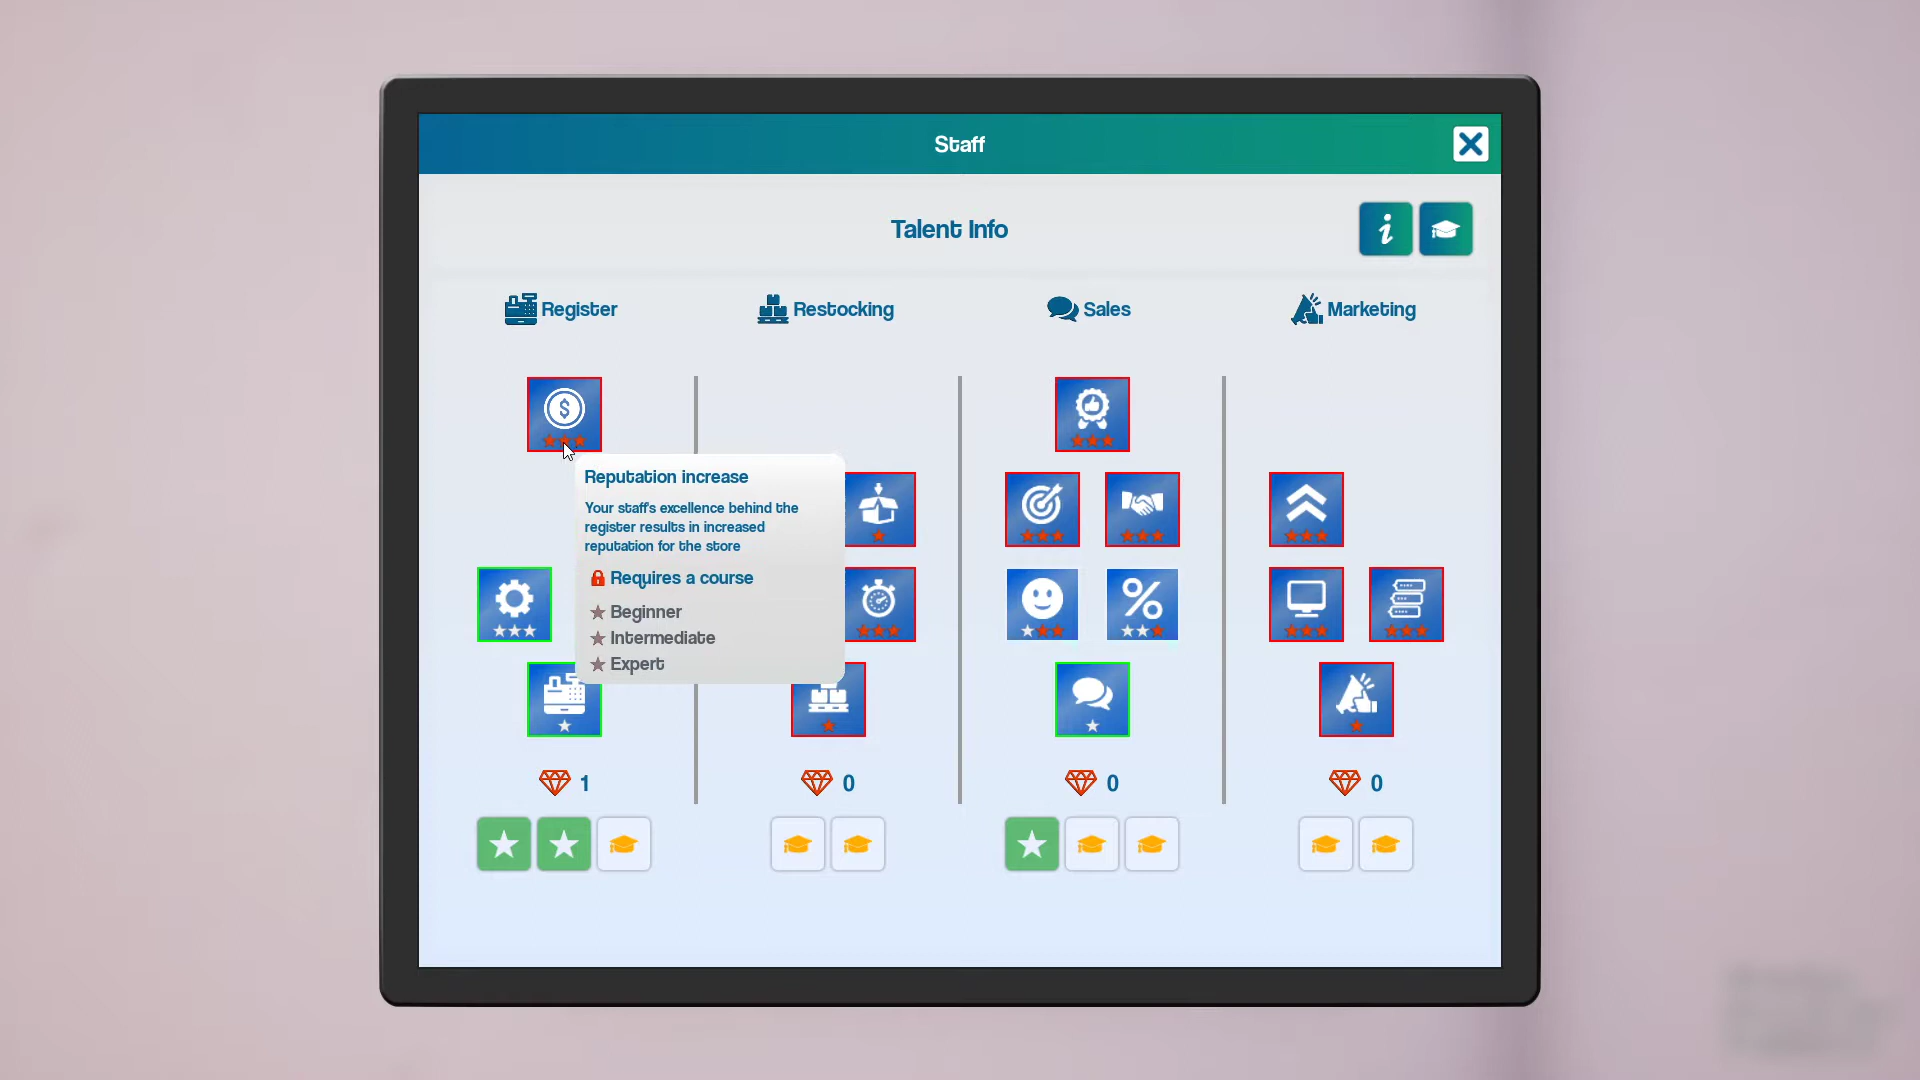 Staff
Talent Info
i
Register
Restocking
Sales
Marketing
$
Reputation increase
Your staff's excellence behind the
register results in increased
reputation for the store
Requires a course
Beginner
Intermediate
Expert
%
1
0
0
0